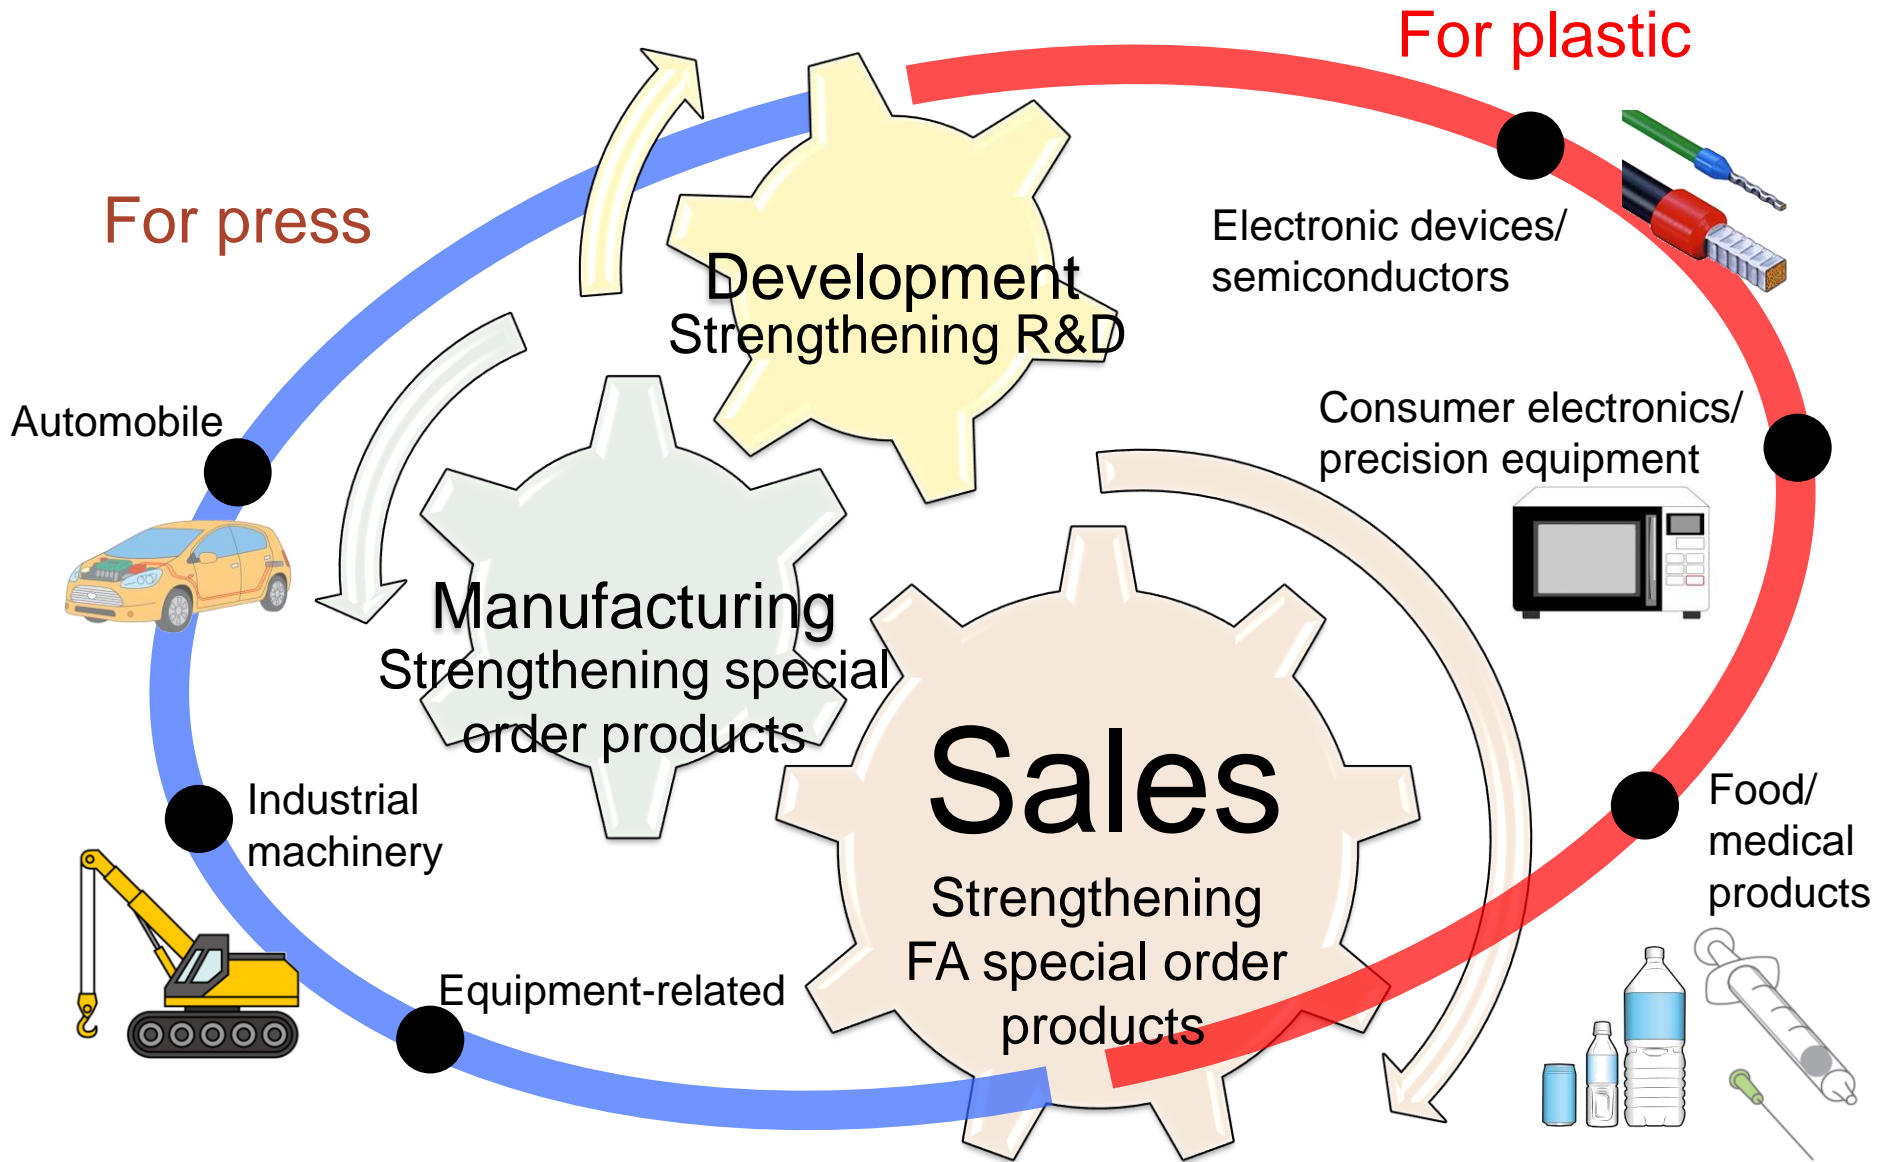 For plastic
For press
Electronic devices/
semiconductors
Development
Strengthening R&D
Automobile
Consumer electronics/
precision equipment
Manufacturing
Strengthening special
order products
Sales
Strengthening
FA special order
products
Industrial
machinery
Food/
medical
products
Equipment-related